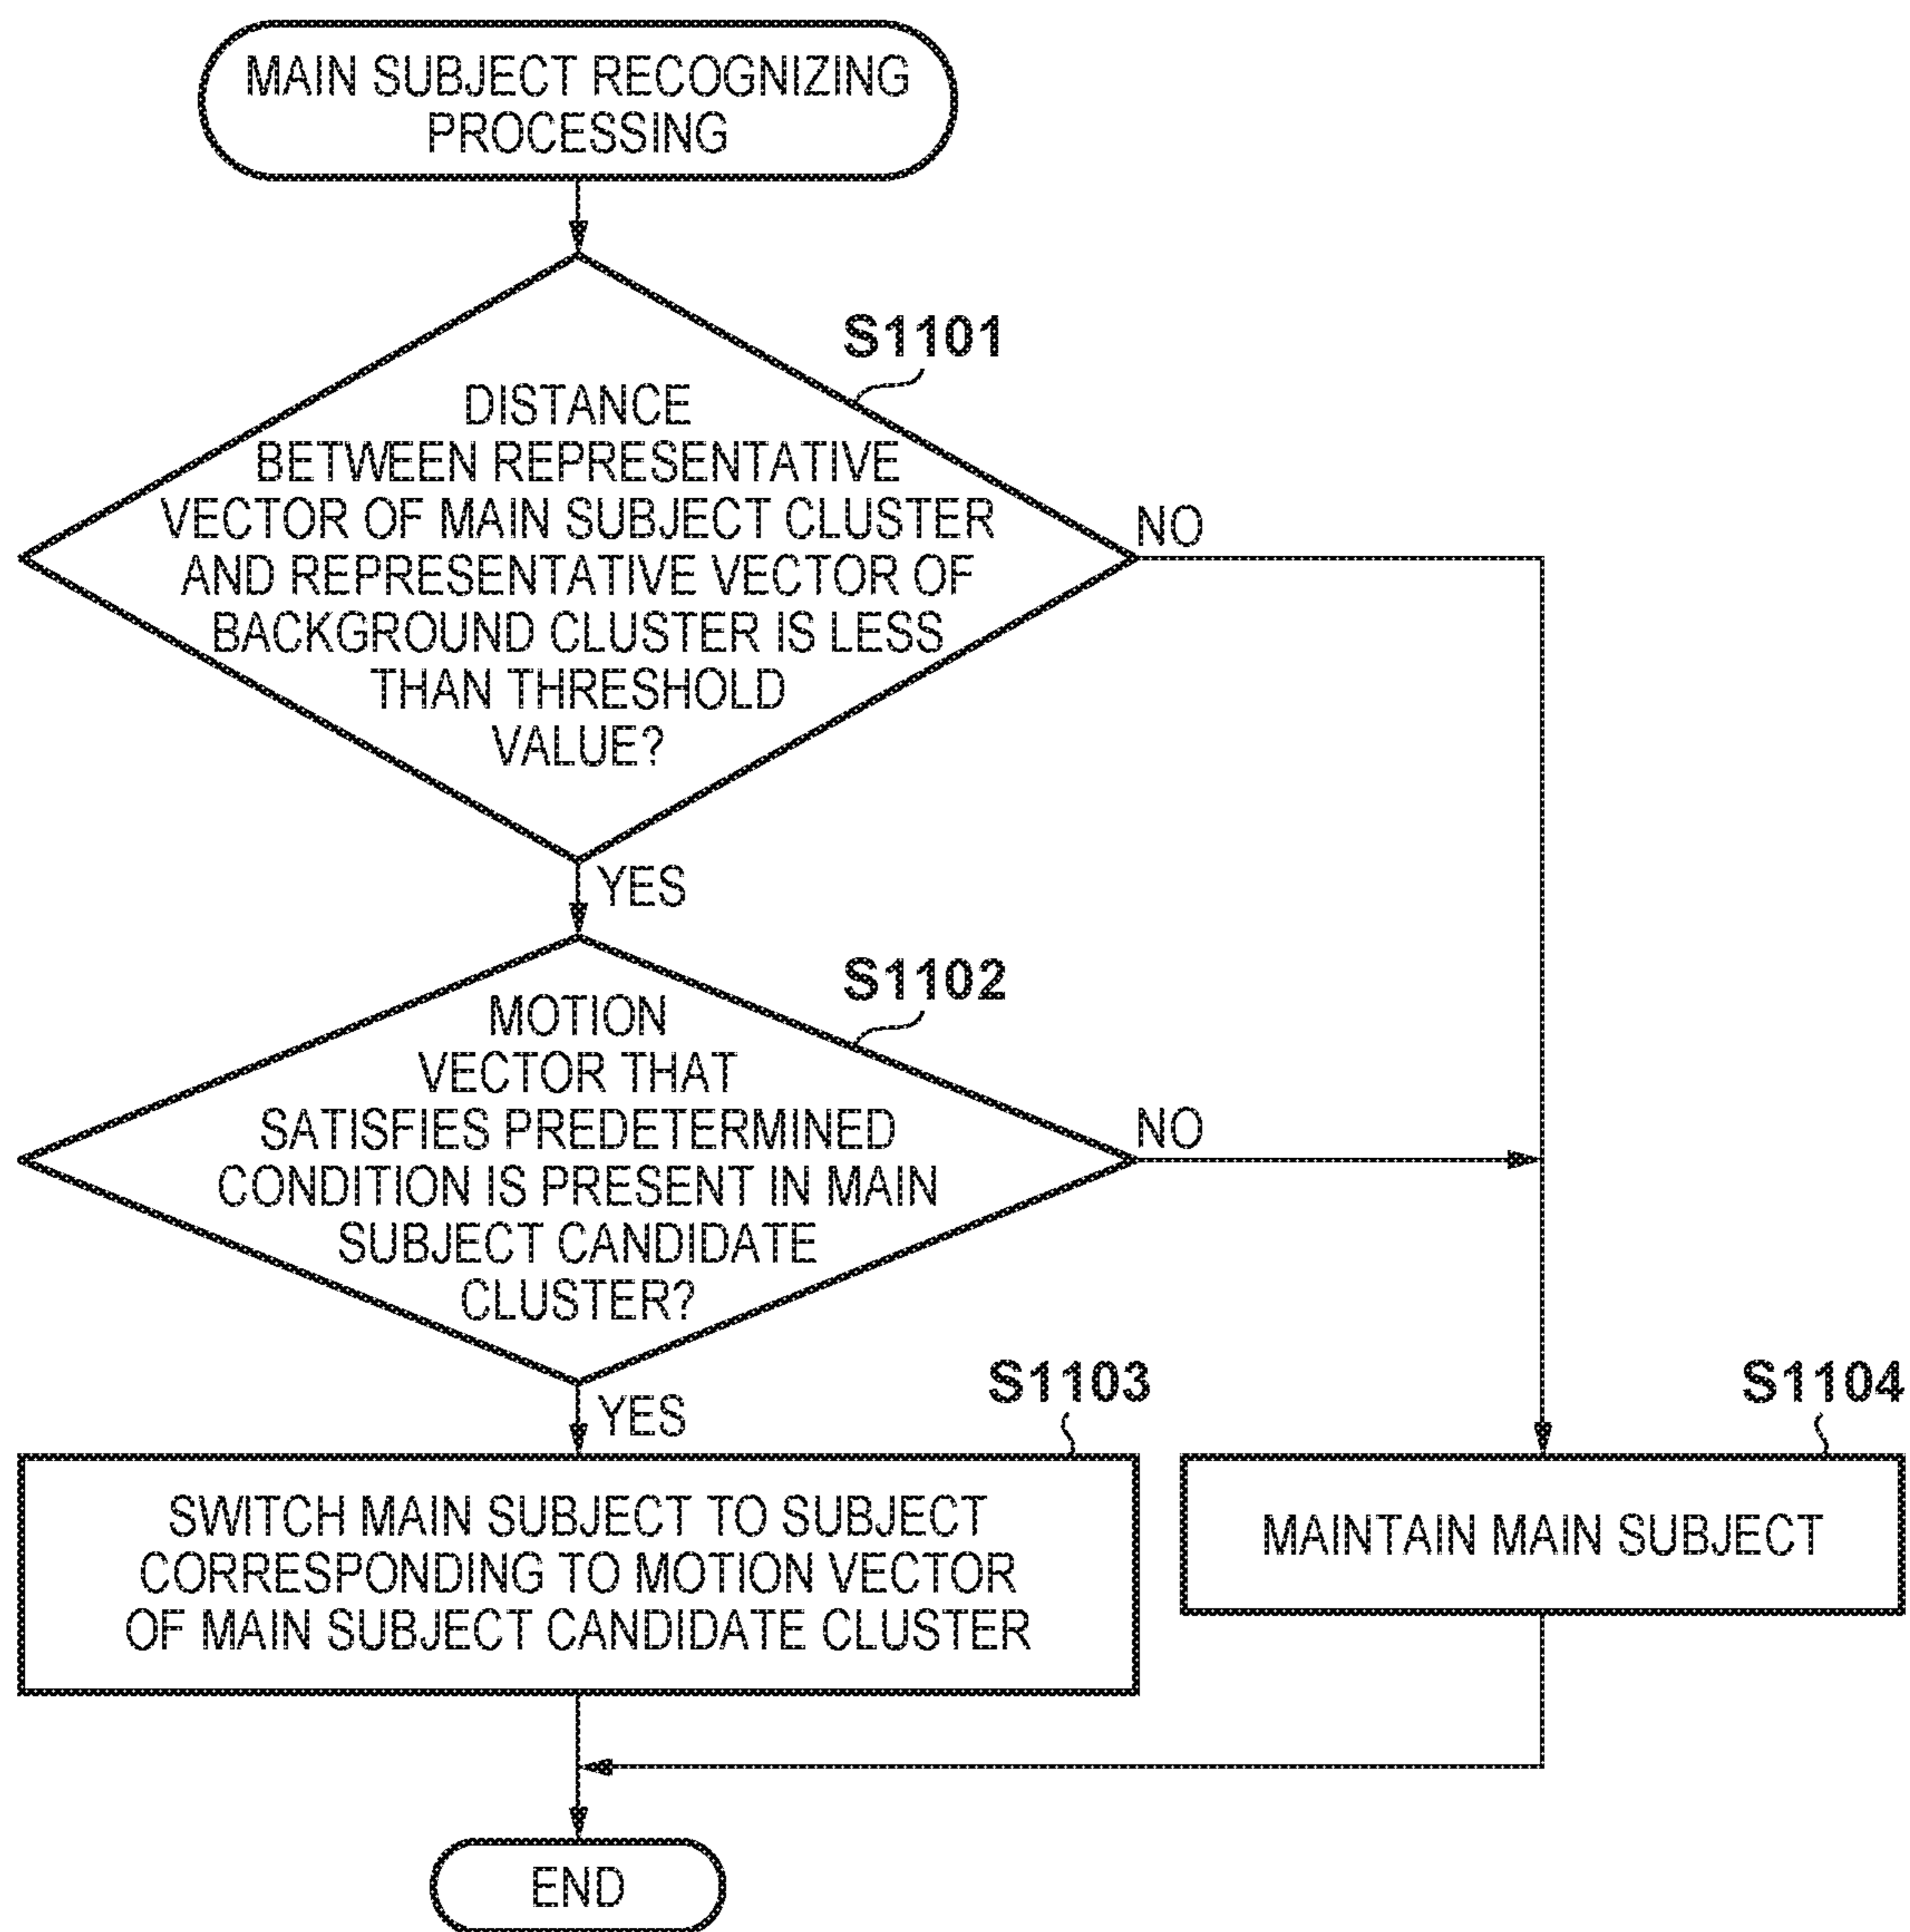 MAIN SUBJECT RECOGNIZING
PROCESSING
S1101
DISTANCE
BETWEEN REPRESENTATIVE
VECTOR OF MAIN SUBJECT CLUSTER
AND REPRESENTATIVE VECTOR OF
BACKGROUND CLUSTER IS LESS
THAN THRESHOLD
VALUE?
NO
YES
S1102
MOTION
VECTOR THAT
SATISFIES PREDETERMINED
CONDITION IS PRESENT IN MAIN
SUBJECT CANDIDATE
CLUSTER?
NO
YES
S1103
SWITCH MAIN SUBJECT TO SUBJECT
CORRESPONDING TO MOTION VECTOR
OF MAIN SUBJECT CANDIDATE CLUSTER
S1104
MAINTAIN MAIN SUBJECT
END